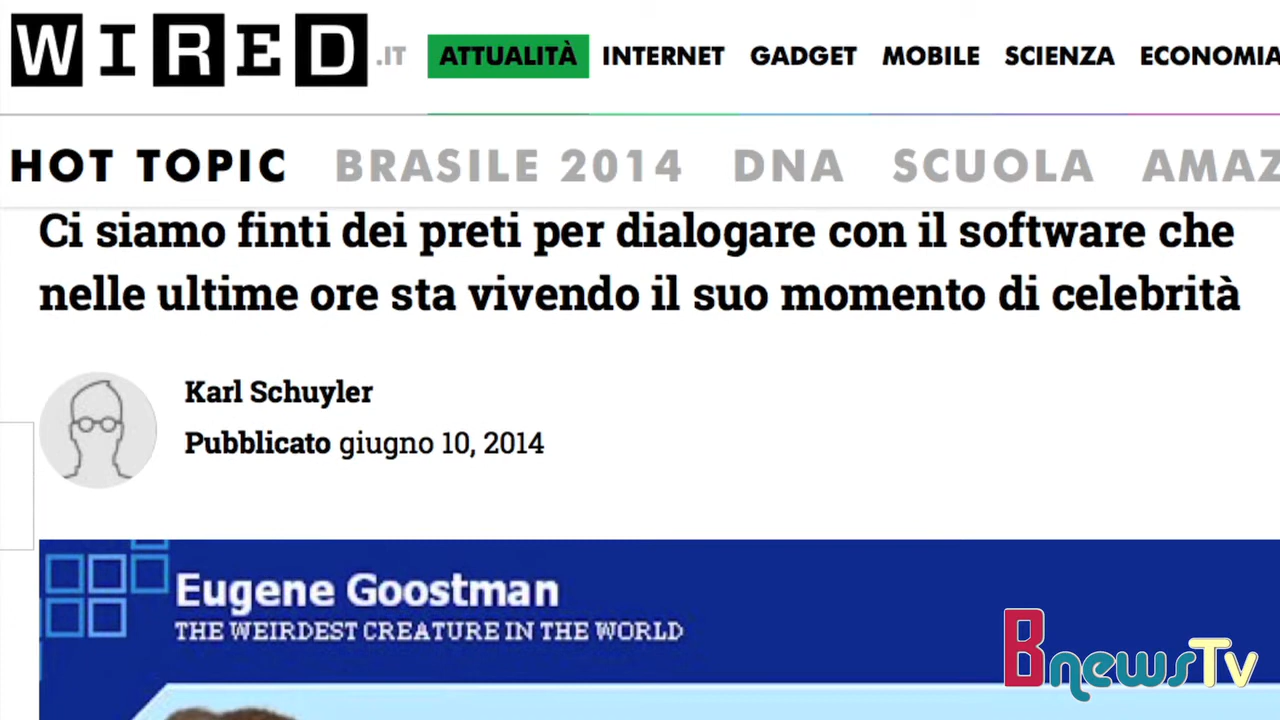 WIRED.IT ATTUALITÀ INTERNET GADGET MOBILE SCIENZA ECONOMIA
HOT TOPIC BRASILE 2014 DNA SCUOLA AMAZ
Ci siamo finti dei preti per dialogare con il software che
nelle ultime ore sta vivendo il suo momento di celebrità
Karl Schuyler
Pubblicato giugno 10, 2014
Eugene Goostman
THE WEIRDEST CREATURE IN THE WORLD
BnewsTv